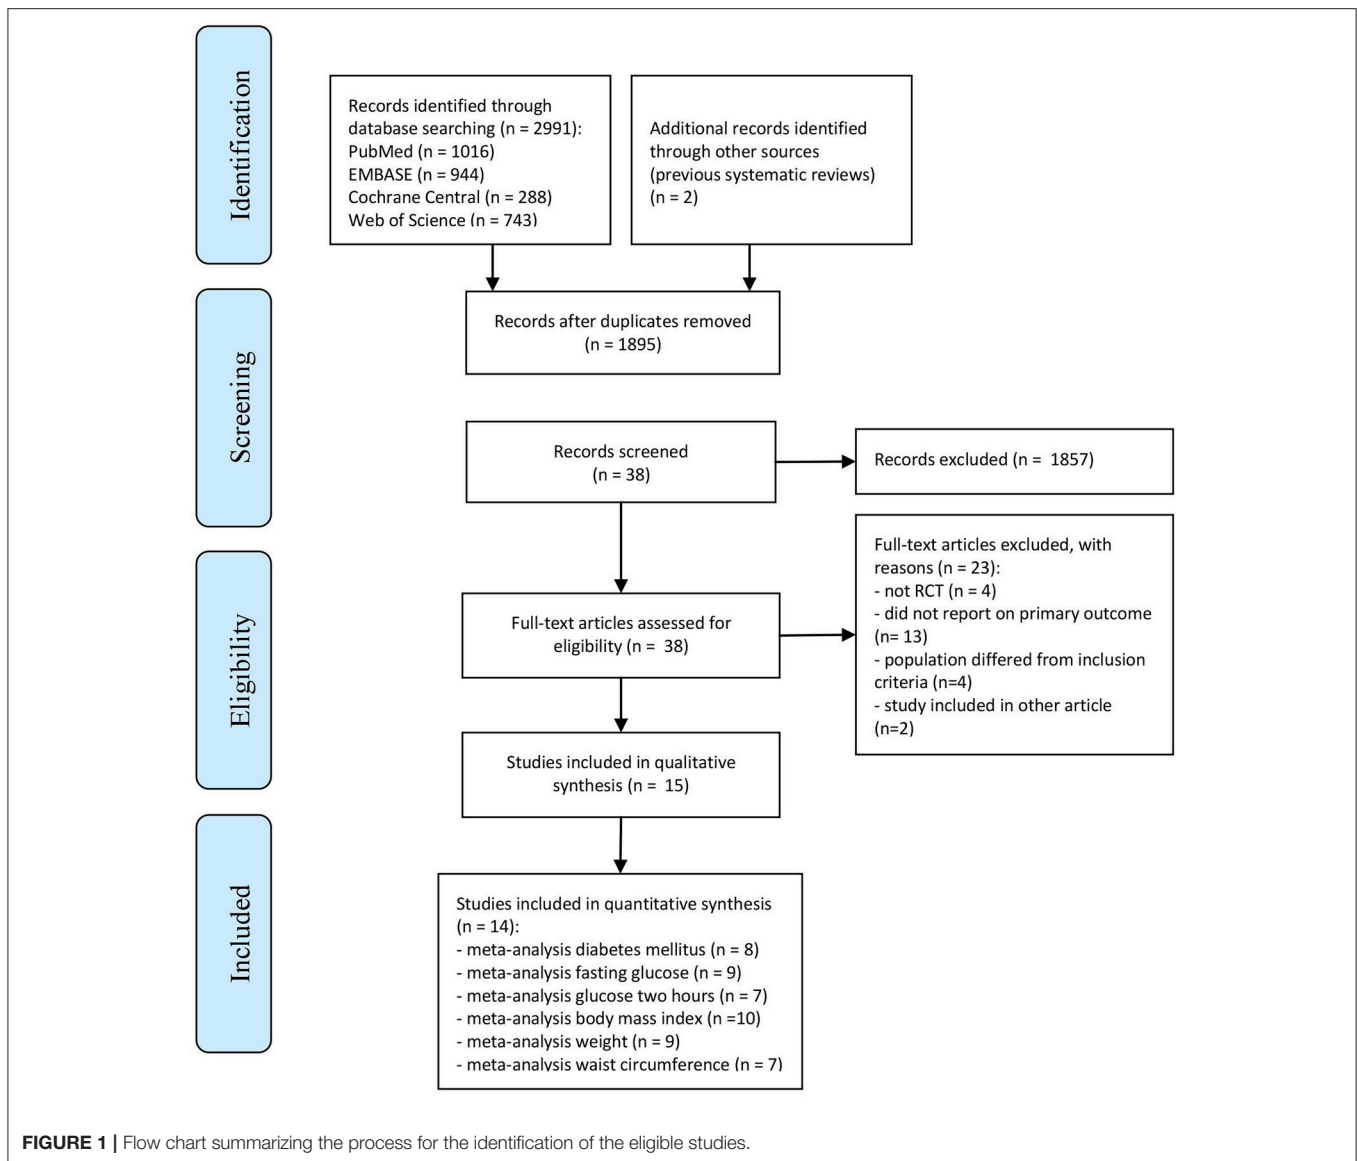 Identification
Records identified through
database searching (n = 2991):
PubMed (n = 1016)
EMBASE (n = 944)
Cochrane Central (n = 288)
Web of Science (n = 743)
Additional records identified
through other sources
(previous systematic reviews)
(n = 2)
Screening
Records after duplicates removed
(n = 1895)
Records screened
(n = 38)
Records excluded (n = 1857)
Eligibility
Full-text articles assessed for
eligibility (n = 38)
Full-text articles excluded, with
reasons (n = 23):
- not RCT (n = 4)
- did not report on primary outcome
(n= 13)
- population differed from inclusion
criteria (n=4)
- study included in other article
(n=2)
Studies included in qualitative
synthesis (n = 15)
Included
Studies included in quantitative synthesis
(n = 14):
- meta-analysis diabetes mellitus (n = 8)
- meta-analysis fasting glucose (n = 9)
- meta-analysis glucose two hours (n = 7)
- meta-analysis body mass index (n =10)
- meta-analysis weight (n = 9)
- meta-analysis waist circumference (n = 7)
FIGURE 1 | Flow chart summarizing the process for the identification of the eligible studies.